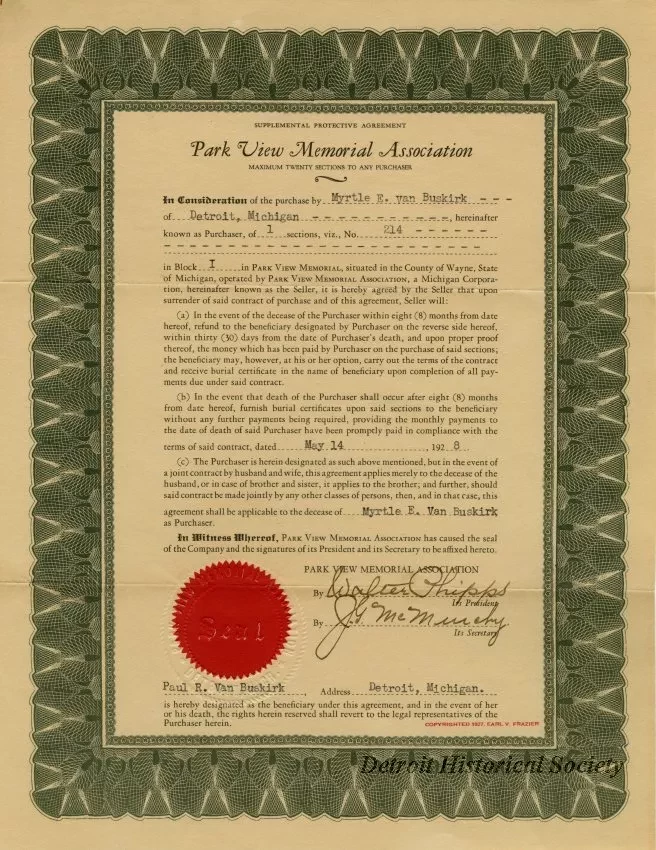 SUPPLEMENTAL PROTECTIVE AGREEMENT
Park View Memorial Association
MAXIMUM TWENTY SECTIONS TO ANY PURCHASER
In Consideration of the purchase by Myrtle E. van Buskirk - - -
of Detroit, Michigan - - - - - - - - - - -, hereinafter
known as Purchaser, of 1 sections, viz., No. 214 - - - - - -
- - - - - - - - - - - - - - - - - - - - - - - -
in Block I in PARK VIEW MEMORIAL, situated in the County of Wayne, State
of Michigan, operated by PARK VIEW MEMORIAL ASSOCIATION, a Michigan Corpora-
tion, hereinafter known as the Seller, it is hereby agreed by the Seller that upon
surrender of said contract of purchase and of this agreement, Seller will:
(a) In the event of the decease of the Purchaser within eight (8) months from date
hereof, refund to the beneficiary designated by Purchaser on the reverse side hereof,
within thirty (30) days from the date of Purchaser's death, and upon proper proof
thereof, the money which has been paid by Purchaser on the purchase of said sections;
the beneficiary may, however, at his or her option, carry out the terms of the contract
and receive burial certificate in the name of beneficiary upon completion of all pay-
ments due under said contract.
(b) In the event that death of the Purchaser shall occur after eight (8) months
from date hereof, furnish burial certificates upon said sections to the beneficiary
without any further payments being required, providing the monthly payments to
the date of death of said Purchaser have been promptly paid in compliance with the
terms of said contract, dated May 14, 1928.
(c) The Purchaser is herein designated as such above mentioned, but in the event of
a joint contract by husband and wife, this agreement applies merely to the decease of the
husband, or in case of brother and sister, it applies to the brother; and further, should
said contract be made jointly by any other classes of persons, then, and in that case, this
agreement shall be applicable to the decease of Myrtle E. Van Buskirk
as Purchaser.
In Witness Whereof, PARK VIEW MEMORIAL ASSOCIATION has caused the seal
of the Company and the signatures of its President and its Secretary to be affixed hereto.
PARK VIEW MEMORIAL ASSOCIATION
By Walter Phipps
Its President
By J.G. McMurchy
Its Secretary
Seal
Paul R. Van Buskirk, Address Detroit, Michigan.
is hereby designated as the beneficiary under this agreement, and in the event of her
or his death, the rights herein reserved shall revert to the legal representatives of the
Purchaser herein.
COPYRIGHTED 1927, EARL V. FRAZIER
Detroit Historical Society